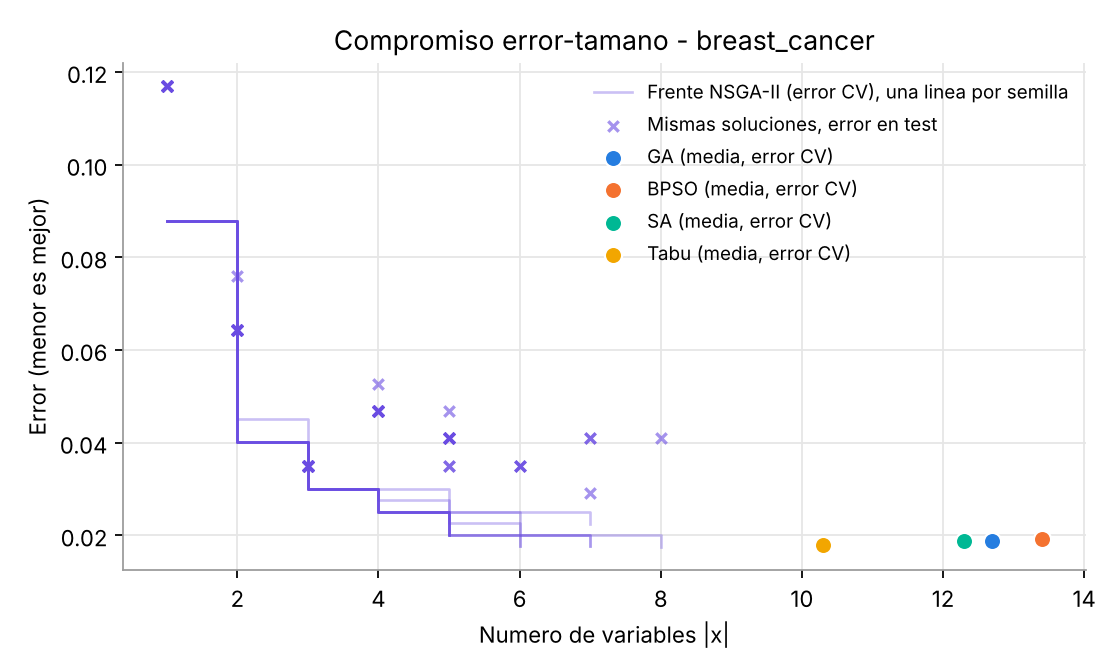 Compromiso error-tamano - breast_cancer
Frente NSGA-II (error CV), una linea por semilla
Mismas soluciones, error en test
GA (media, error CV)
BPSO (media, error CV)
SA (media, error CV)
Tabu (media, error CV)
Error (menor es mejor)
0.12
0.10
0.08
0.06
0.04
0.02
2 4 6 8 10 12 14
Numero de variables |x|